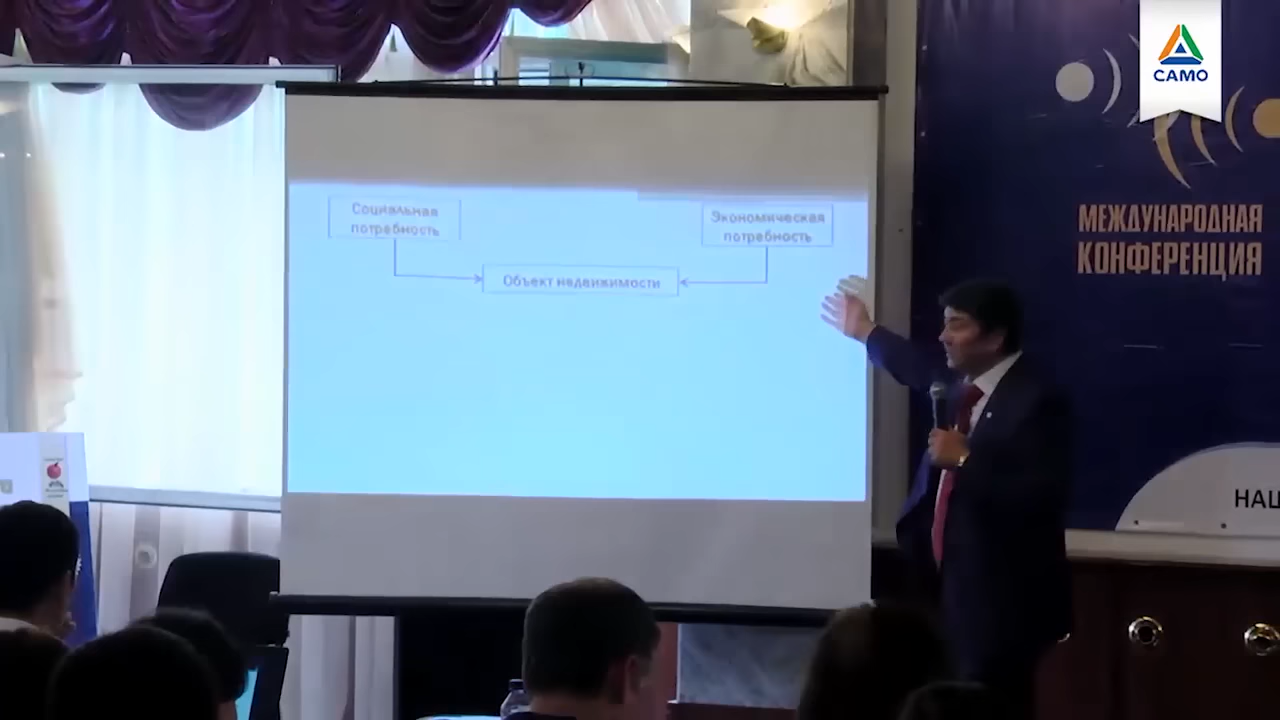 САМО
Социальная
потребность
Экономическая
потребность
Объект недвижимости
МЕЖДУНАРОДНАЯ
КОНФЕРЕНЦИЯ
НАЦ